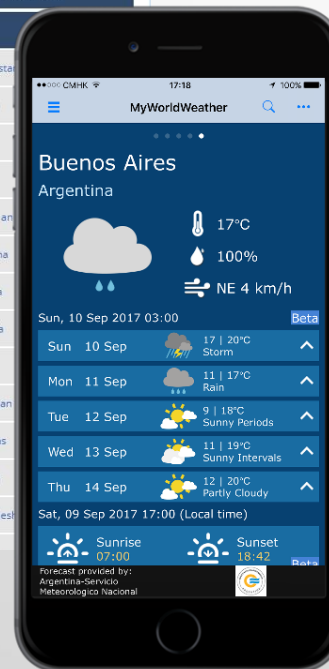 CMHK 17:18 100%
MyWorldWeather
Buenos Aires
Argentina
17°C
100%
NE 4 km/h
Sun, 10 Sep 2017 03:00 Beta
Sun 10 Sep 17 | 20°C
Storm
Mon 11 Sep 11 | 17°C
Rain
Tue 12 Sep 9 | 18°C
Sunny Periods
Wed 13 Sep 11 | 19°C
Sunny Intervals
Thu 14 Sep 12 | 20°C
Partly Cloudy
Sat, 09 Sep 2017 17:00 (Local time)
Sunrise Sunset
07:00 18:42
Beta
Forecast provided by:
Argentina-Servicio
Meteorologico Nacional